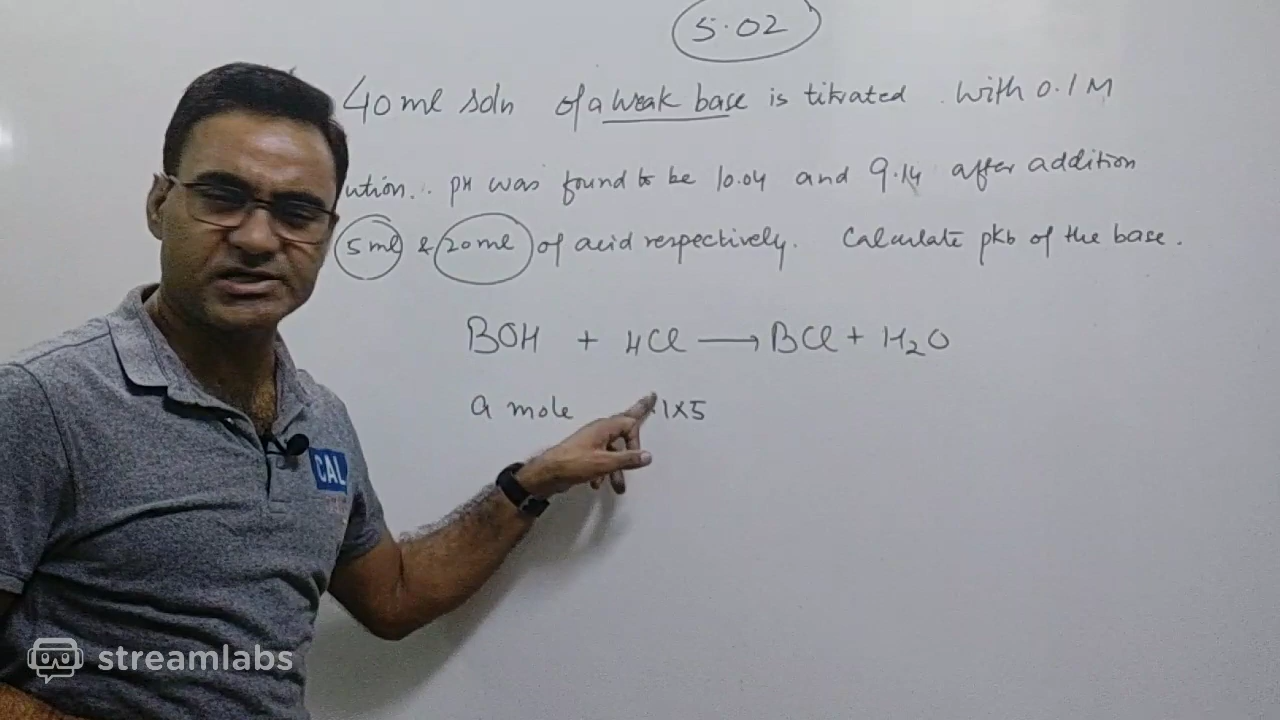 5.02
40 ml soln of a weak base is titrated with 0.1 M
ution. pH was found to be 10.04 and 9.14 after addition
5 ml & 20 ml of acid respectively. Calculate pkb of the base.
BOH + HCl ⟶ BCl + H₂O
a mole 1×5
CAL
streamlabs